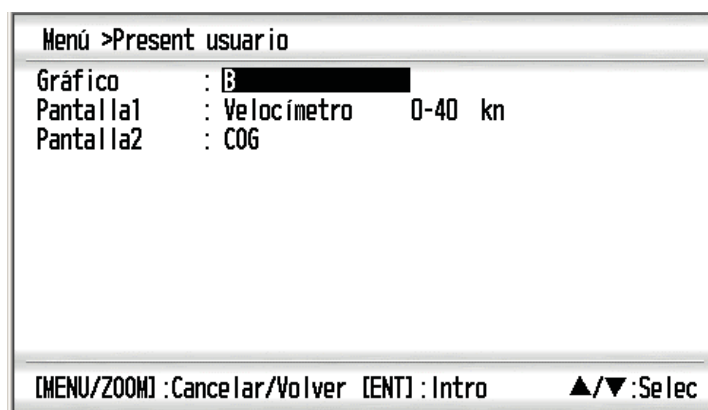 Menú >Present usuario
Gráfico : B
Pantalla1 : Velocímetro 0-40 kn
Pantalla2 : COG
[MENU/ZOOM]:Cancelar/Volver [ENT]:Intro ▲/▼:Selec